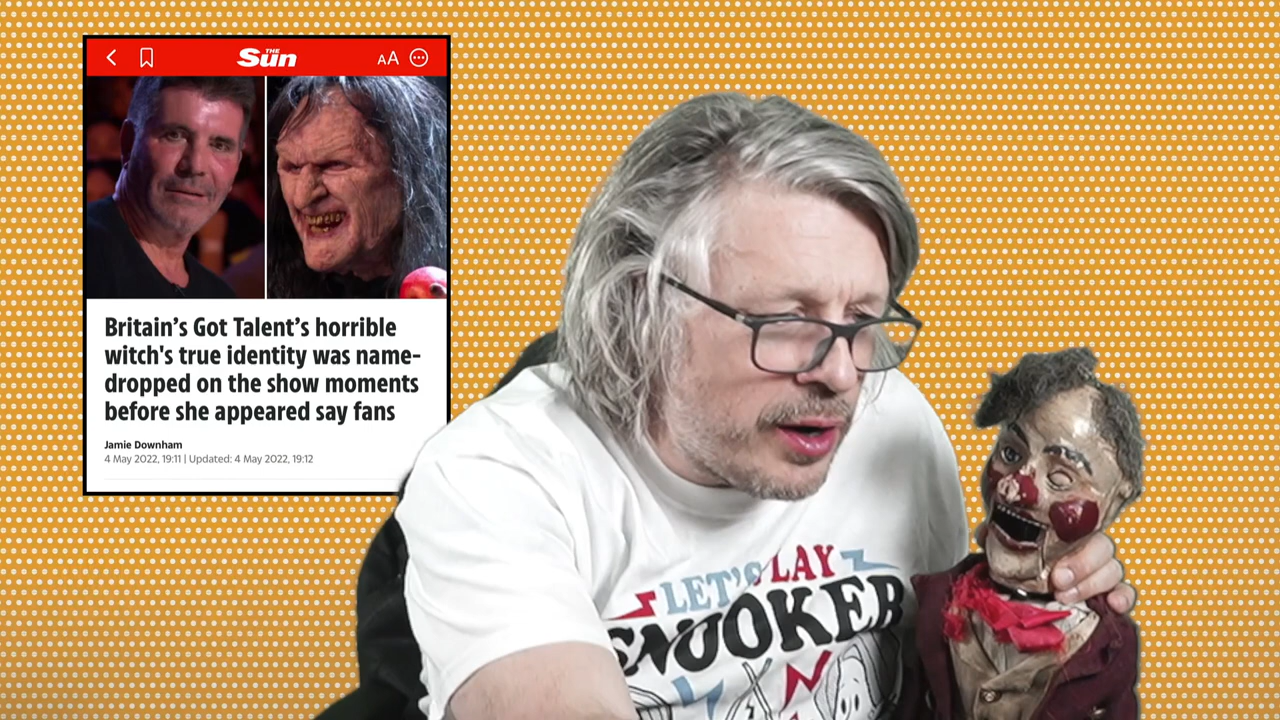 THE
Sun
AA
Britain's Got Talent's horrible
witch's true identity was name-
dropped on the show moments
before she appeared say fans
Jamie Downham
4 May 2022, 19:11 | Updated: 4 May 2022, 19:12
LET'S LAY
SNOOKER